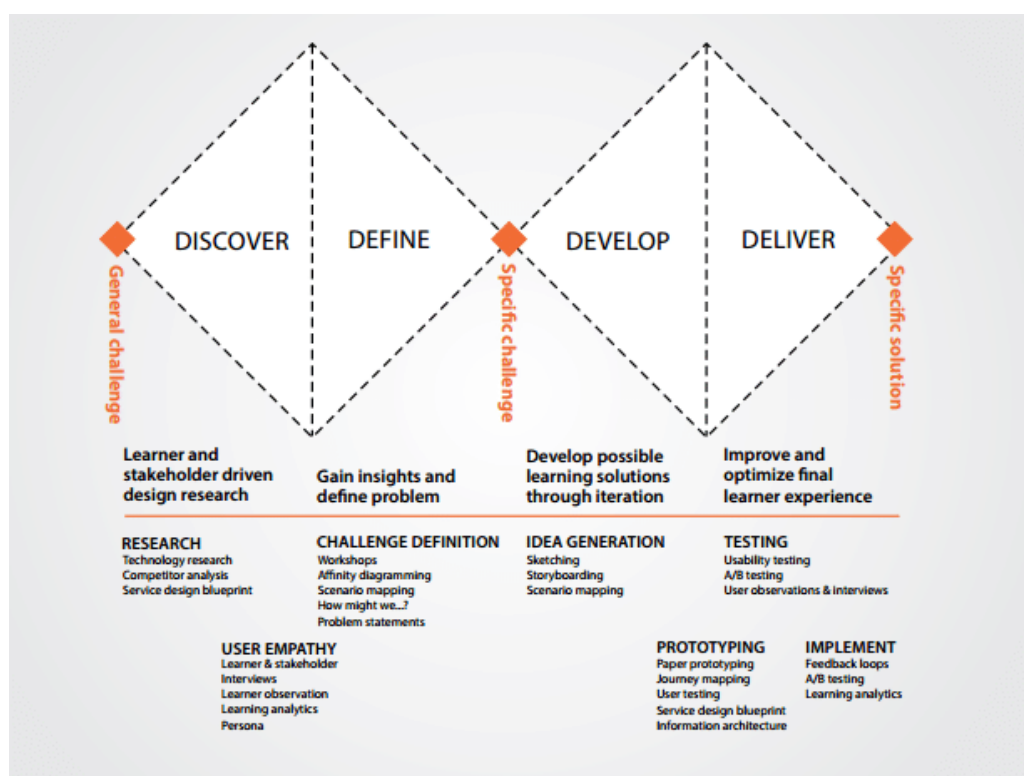 DISCOVER
DEFINE
DEVELOP
DELIVER
General challenge
Specific challenge
Specific solution
Learner and
stakeholder driven
design research
Gain insights and
define problem
Develop possible
learning solutions
through iteration
Improve and
optimize final
learner experience
RESEARCH
Technology research
Competitor analysis
Service design blueprint
CHALLENGE DEFINITION
Workshops
Affinity diagramming
Scenario mapping
How might we...?
Problem statements
IDEA GENERATION
Sketching
Storyboarding
Scenario mapping
TESTING
Usability testing
A/B testing
User observations & interviews
USER EMPATHY
Learner & stakeholder
Interviews
Learner observation
Learning analytics
Persona
PROTOTYPING
Paper prototyping
Journey mapping
User testing
Service design blueprint
Information architecture
IMPLEMENT
Feedback loops
A/B testing
Learning analytics